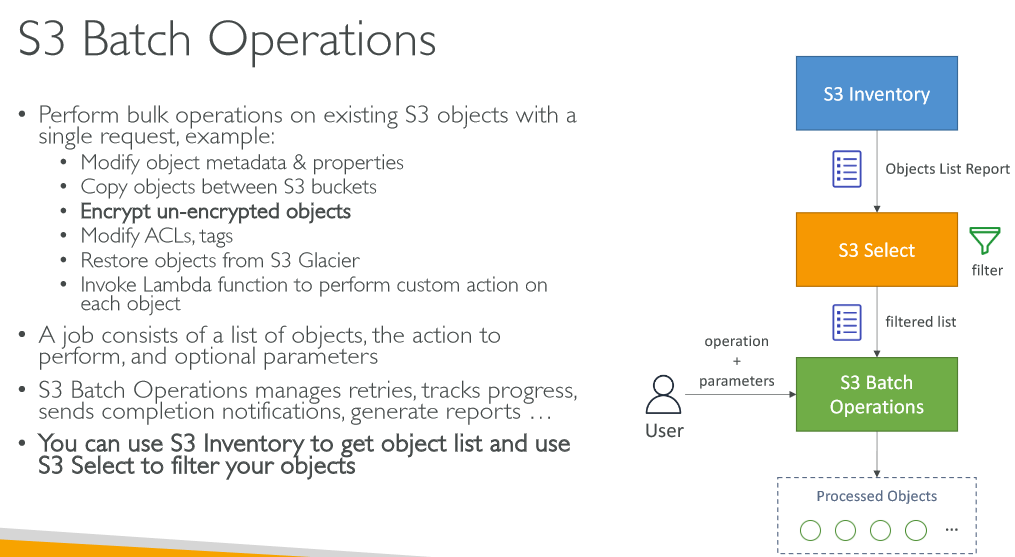 S3 Batch Operations
• Perform bulk operations on existing S3 objects with a
single request, example:
• Modify object metadata & properties
• Copy objects between S3 buckets
• Encrypt un-encrypted objects
• Modify ACLs, tags
• Restore objects from S3 Glacier
• Invoke Lambda function to perform custom action on
each object
• A job consists of a list of objects, the action to
perform, and optional parameters
• S3 Batch Operations manages retries, tracks progress,
sends completion notifications, generate reports …
• You can use S3 Inventory to get object list and use
S3 Select to filter your objects
S3 Inventory
Objects List Report
S3 Select
filter
filtered list
operation
+
parameters
User
S3 Batch
Operations
Processed Objects
...